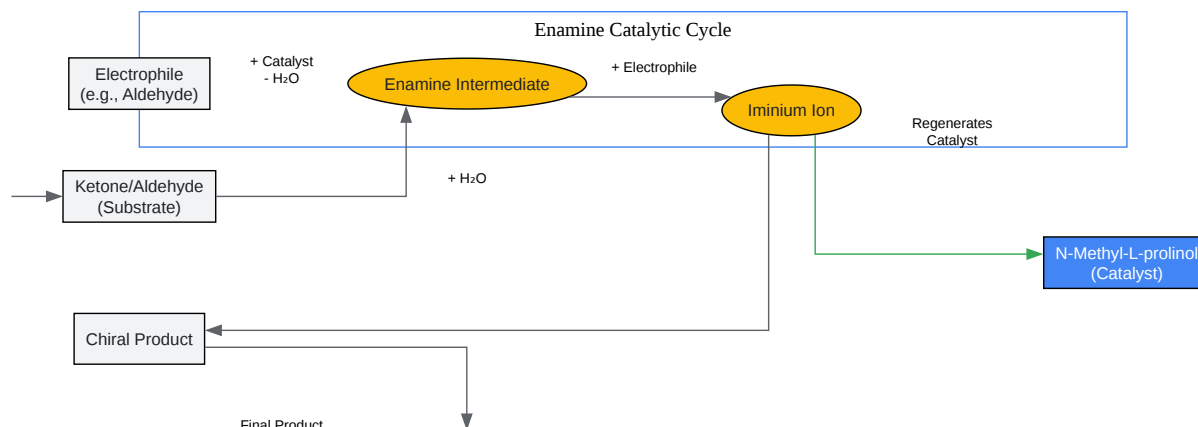 Enamine Catalytic Cycle
Electrophile
(e.g., Aldehyde)
+ Catalyst
- H₂O
Enamine Intermediate
+ Electrophile
Iminium Ion
Regenerates
Catalyst
Ketone/Aldehyde
(Substrate)
+ H₂O
N-Methyl-L-prolinol
(Catalyst)
Chiral Product
Final Product